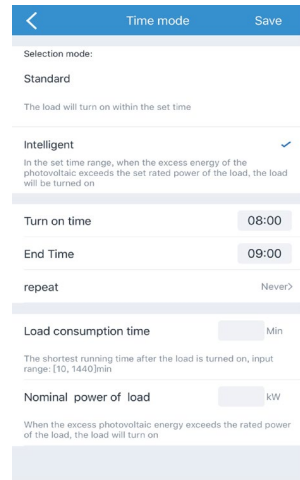 Time mode Save
Selection mode:
Standard
The load will turn on within the set time
Intelligent
In the set time range, when the excess energy of the
photovoltaic exceeds the set rated power of the load, the load
will be turned on
Turn on time 08:00
End Time 09:00
repeat Never>
Load consumption time Min
The shortest running time after the load is turned on, input
range: [10, 1440]min
Nominal power of load kW
When the excess photovoltaic energy exceeds the rated power
of the load, the load will turn on